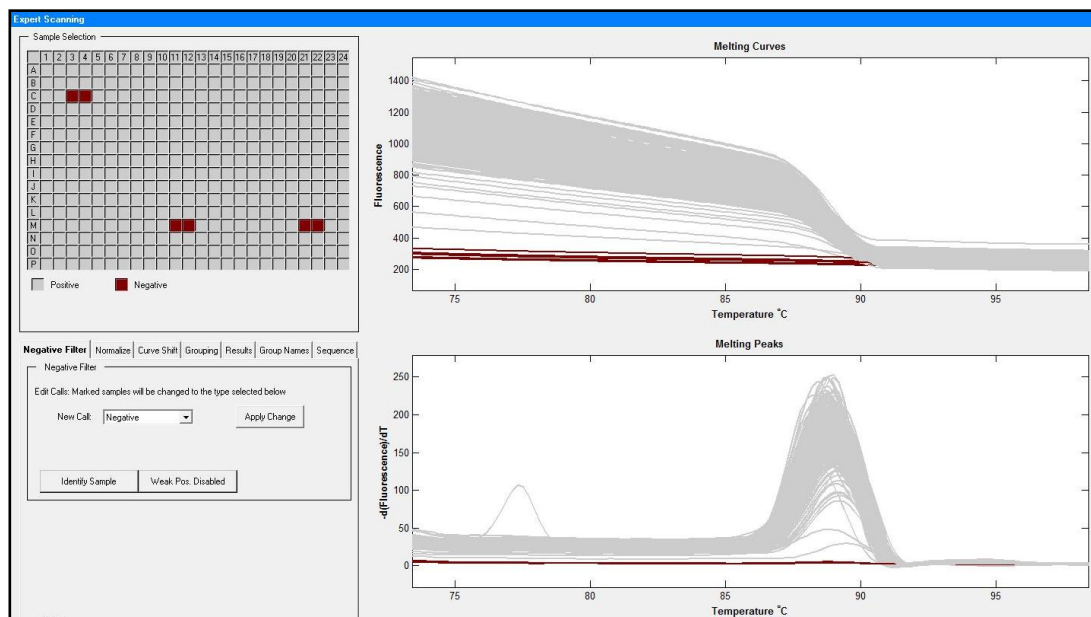 Expert Scanning
Sample Selection
1 2 3 4 5 6 7 8 9 10 11 12 13 14 15 16 17 18 19 20 21 22 23 24
A
B
C
D
E
F
G
H
I
J
K
L
M
N
O
P
Positive Negative
Negative Filter Normalize Curve Shift Grouping Results Group Names Sequence
Negative Filter
Edit Calls: Marked samples will be changed to the type selected below
New Call: Negative Apply Change
Identify Sample Weak Pos. Disabled
Melting Curves
Fluorescence
1400
1200
1000
800
600
400
200
75 80 85 90 95
Temperature °C
Melting Peaks
-d(Fluorescence)/dT
250
200
150
100
50
0
75 80 85 90 95
Temperature °C